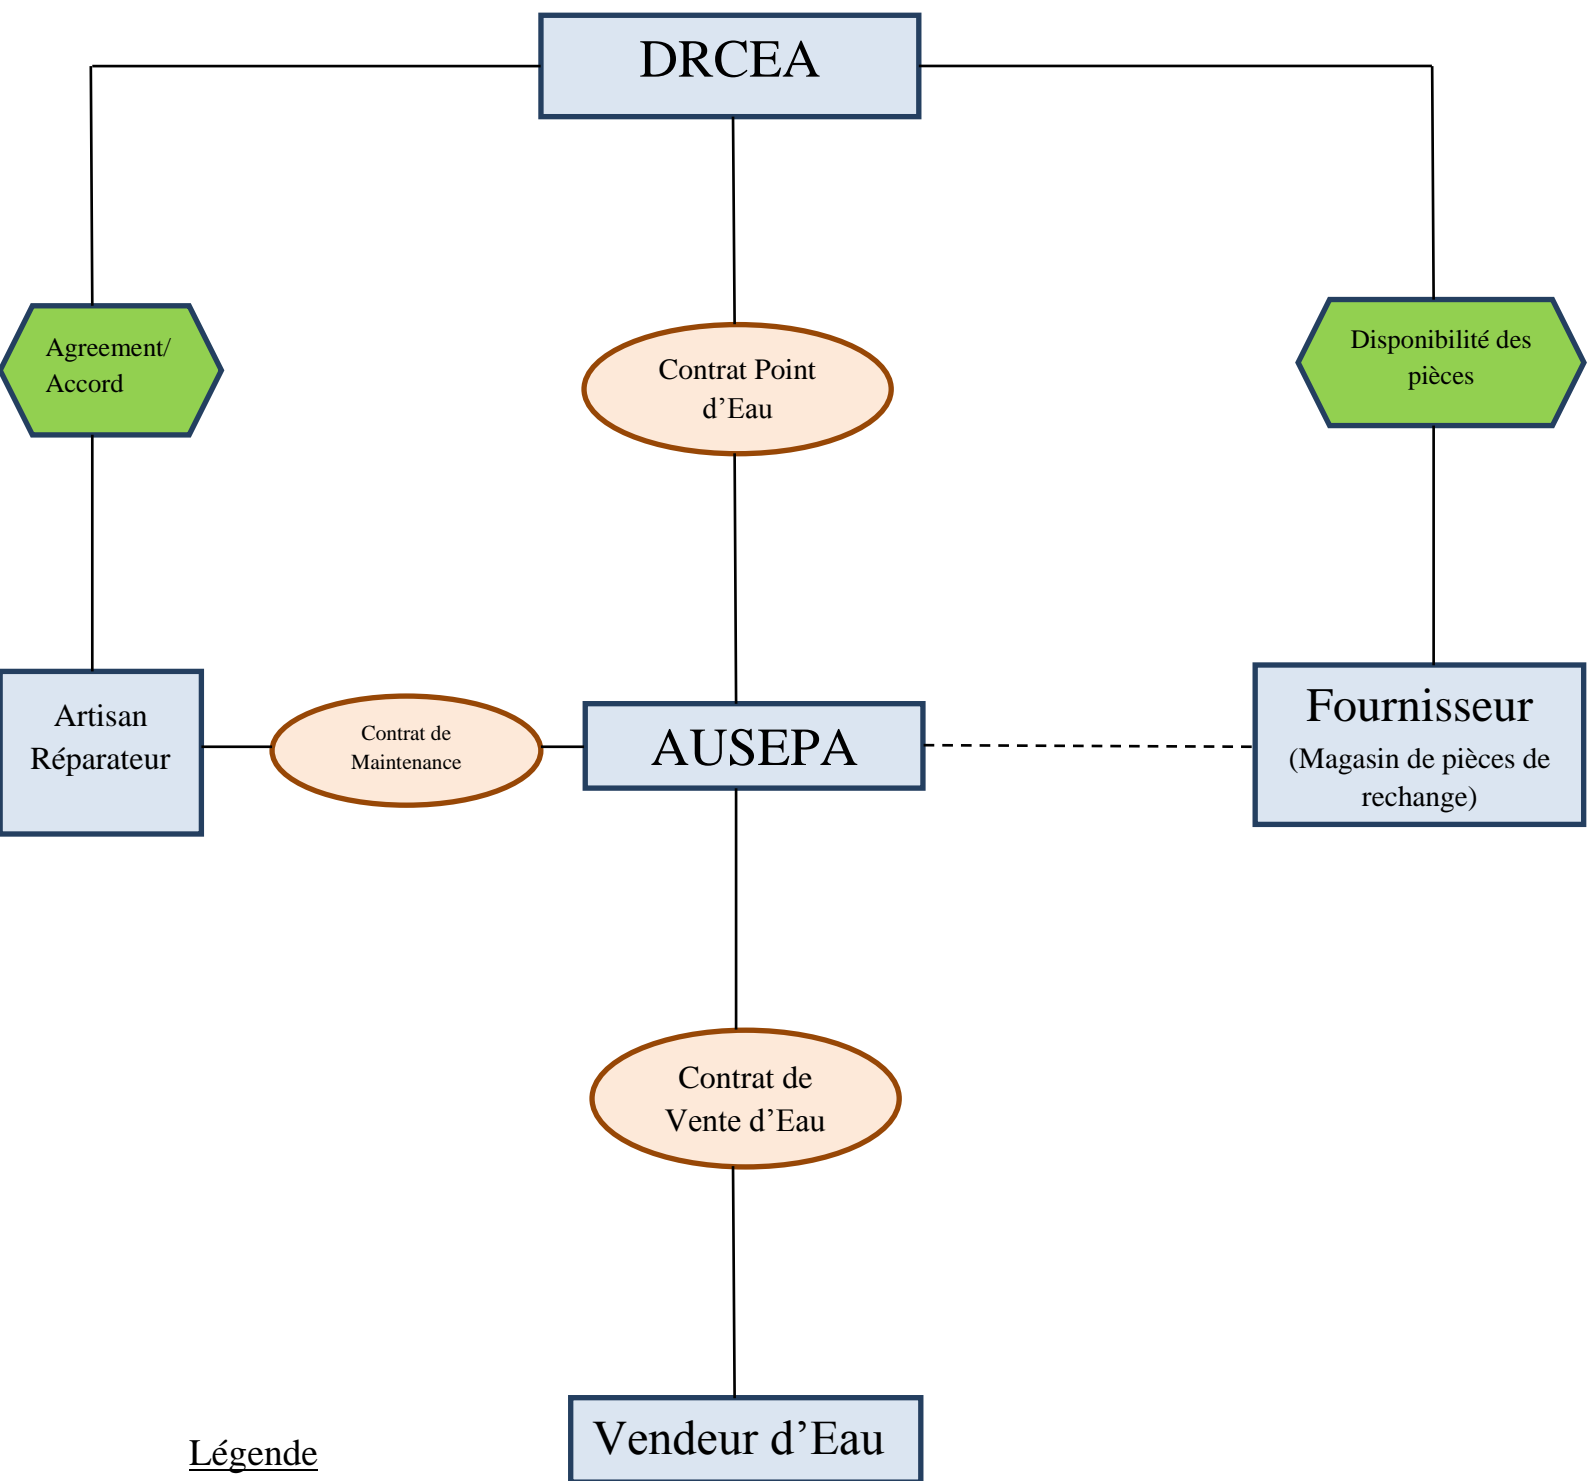 DRCEA
Agreement/
Accord
Contrat Point
d’Eau
Disponibilité des
pièces
Artisan
Réparateur
Contrat de
Maintenance
AUSEPA
Fournisseur
(Magasin de pièces de
rechange)
Contrat de
Vente d’Eau
Vendeur d’Eau
Légende